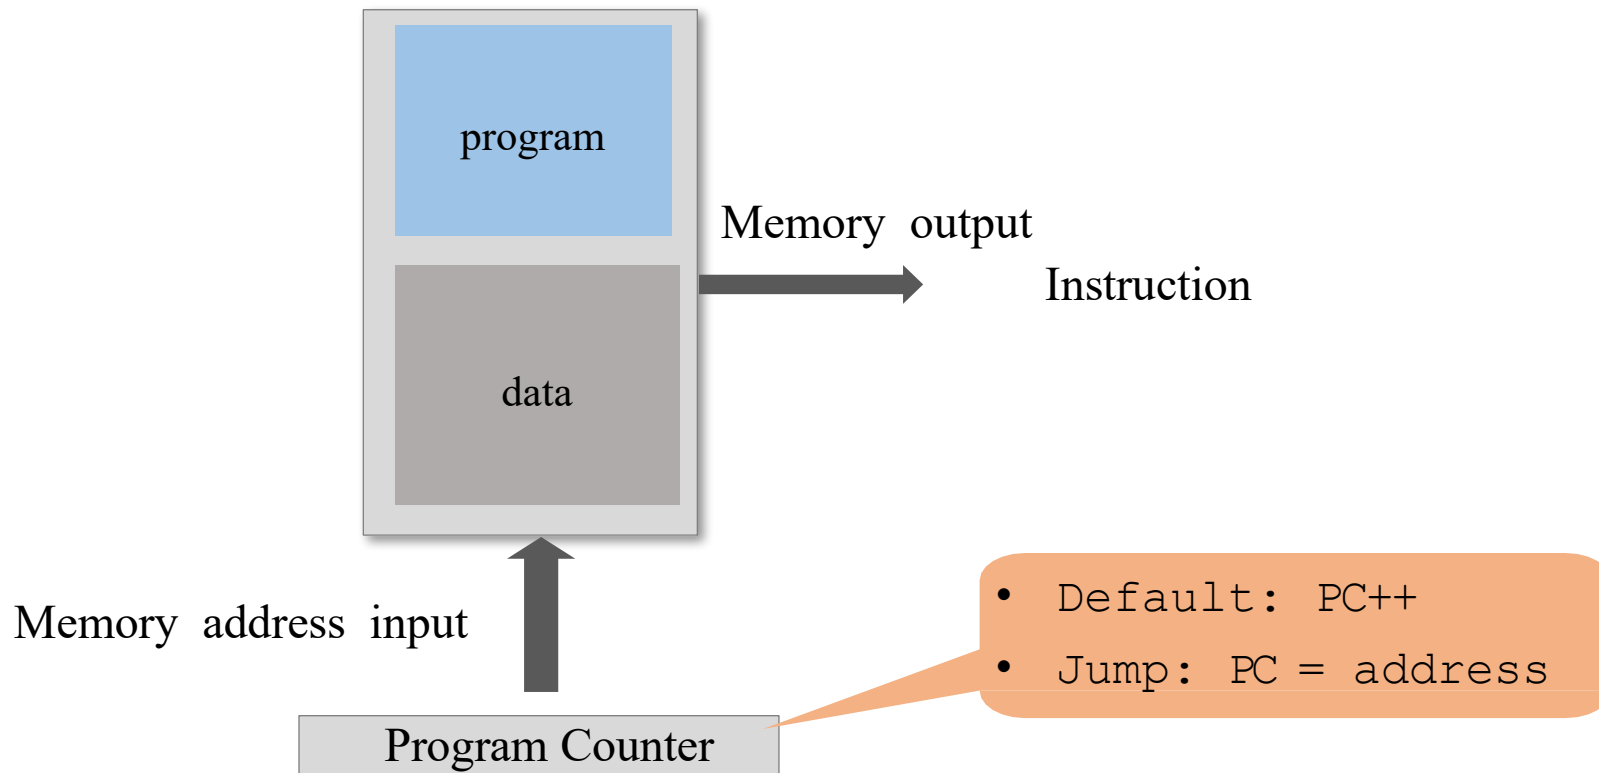 program
Memory output
Instruction
data
Memory address input
• Default: PC++
• Jump: PC = address
Program Counter